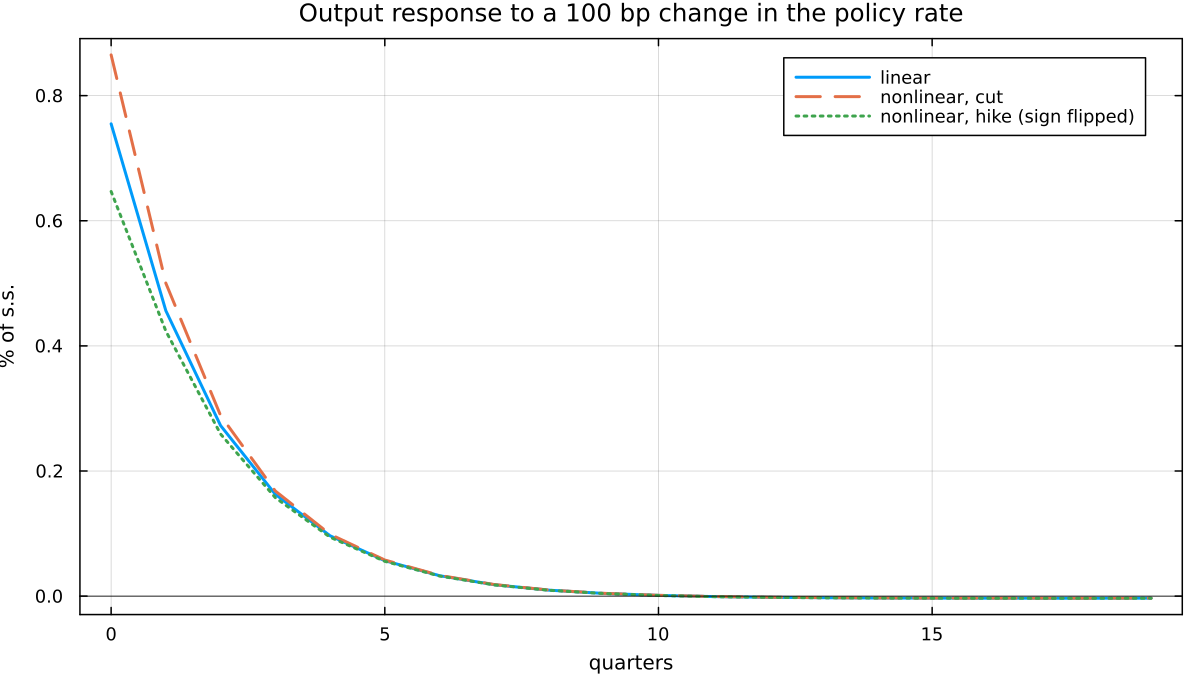 Output response to a 100 bp change in the policy rate
linear
nonlinear, cut
nonlinear, hike (sign flipped)
% of s.s.
0.8
0.6
0.4
0.2
0.0
0
5
10
15
quarters